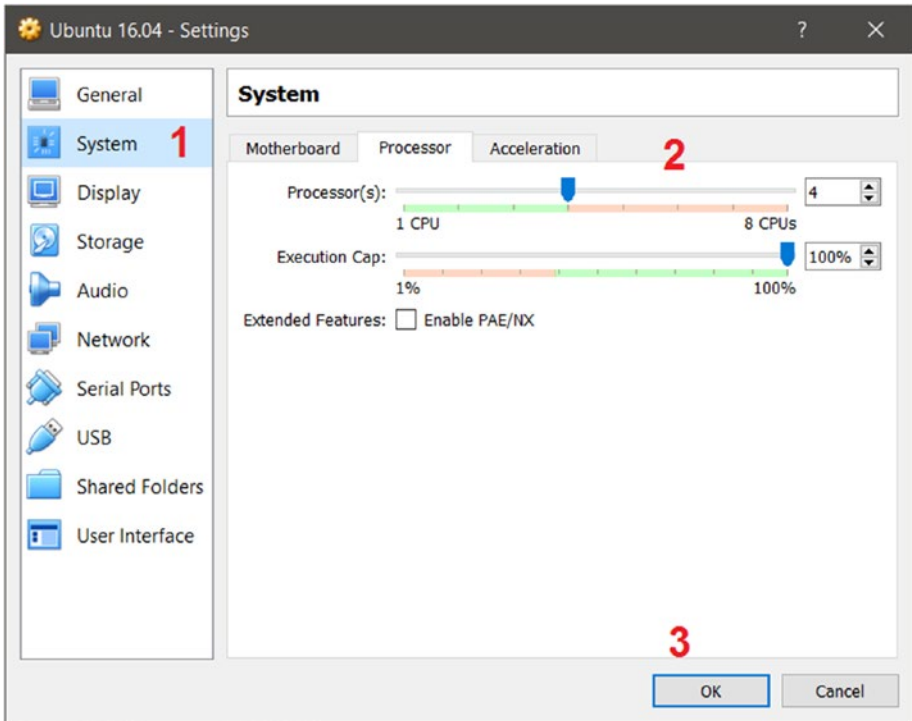 Ubuntu 16.04 - Settings ? ×
General
System 1
Display
Storage
Audio
Network
Serial Ports
USB
Shared Folders
User Interface
System
Motherboard Processor Acceleration
2
Processor(s): 4
1 CPU 8 CPUs
Execution Cap: 100%
1% 100%
Extended Features: Enable PAE/NX
3
OK Cancel